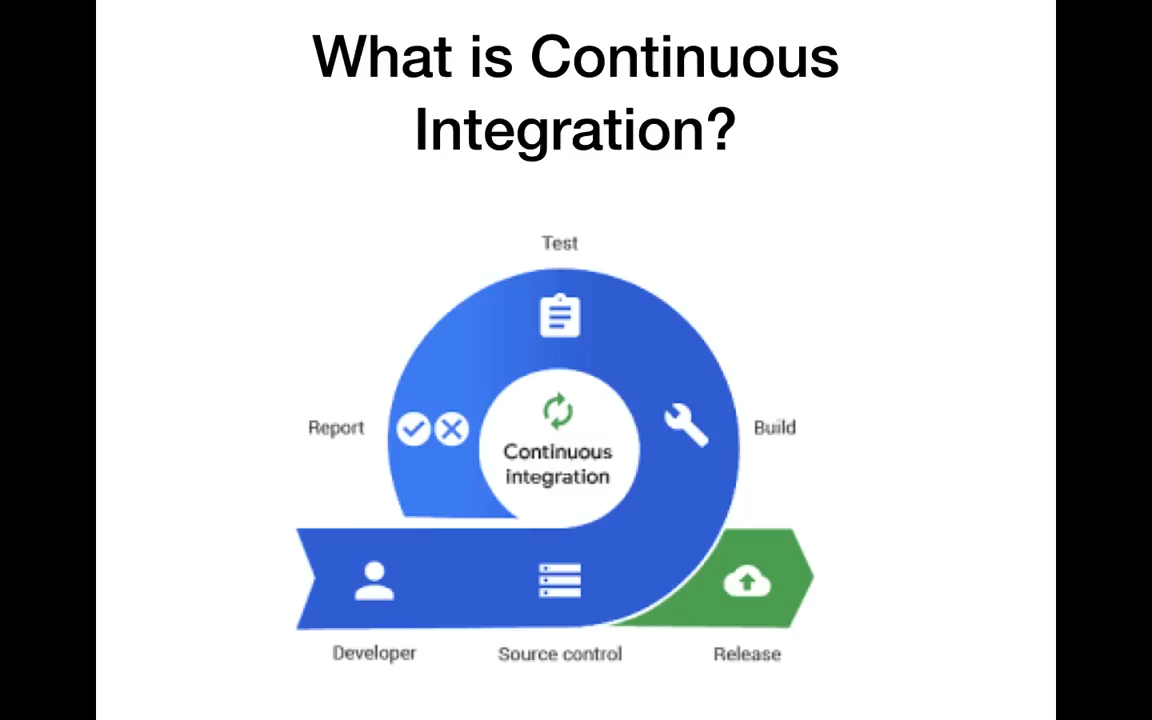 What is Continuous
Integration?
Test
Report
Continuous
integration
Build
Developer
Source control
Release